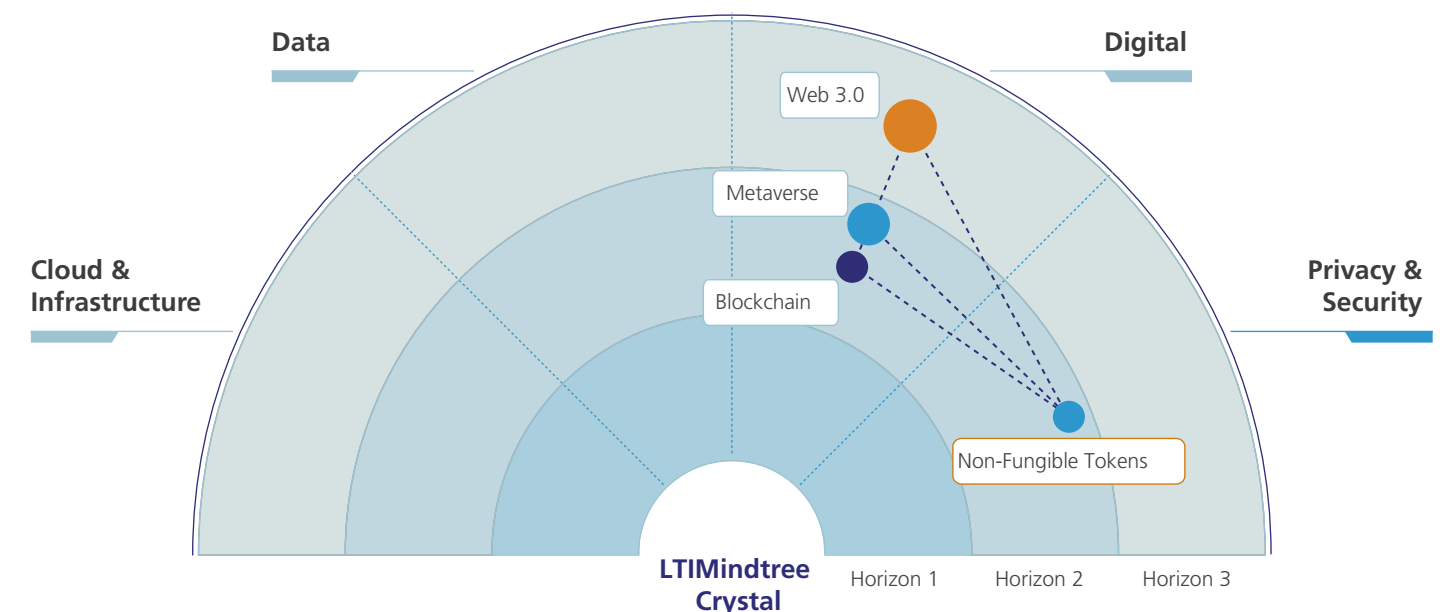 Data
Digital
Web 3.0
Metaverse
Cloud &
Infrastructure
Privacy &
Security
Blockchain
Non-Fungible Tokens
LTIMindtree
Crystal
Horizon 1
Horizon 2
Horizon 3